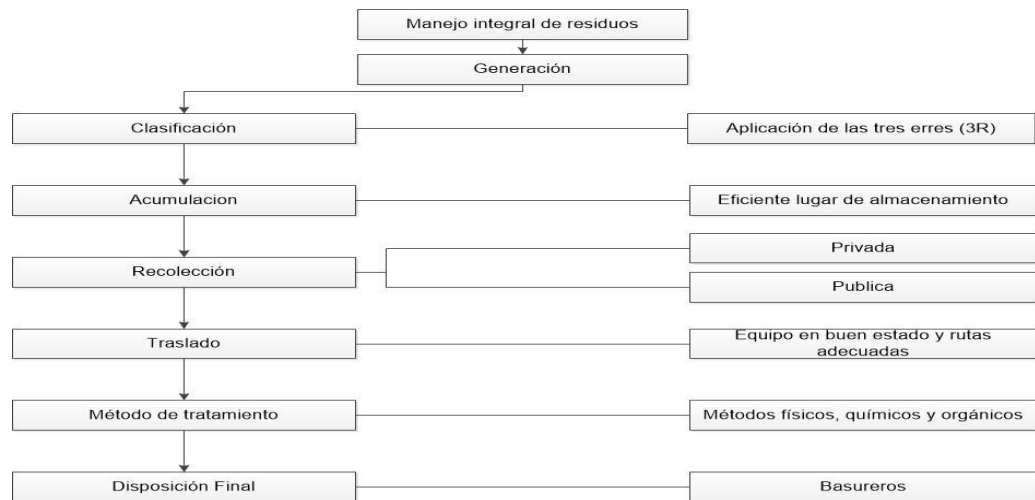 Manejo integral de residuos
Generación
Clasificación
Aplicación de las tres erres (3R)
Acumulacion
Eficiente lugar de almacenamiento
Recolección
Privada
Publica
Traslado
Equipo en buen estado y rutas
adecuadas
Método de tratamiento
Métodos físicos, químicos y orgánicos
Disposición Final
Basureros